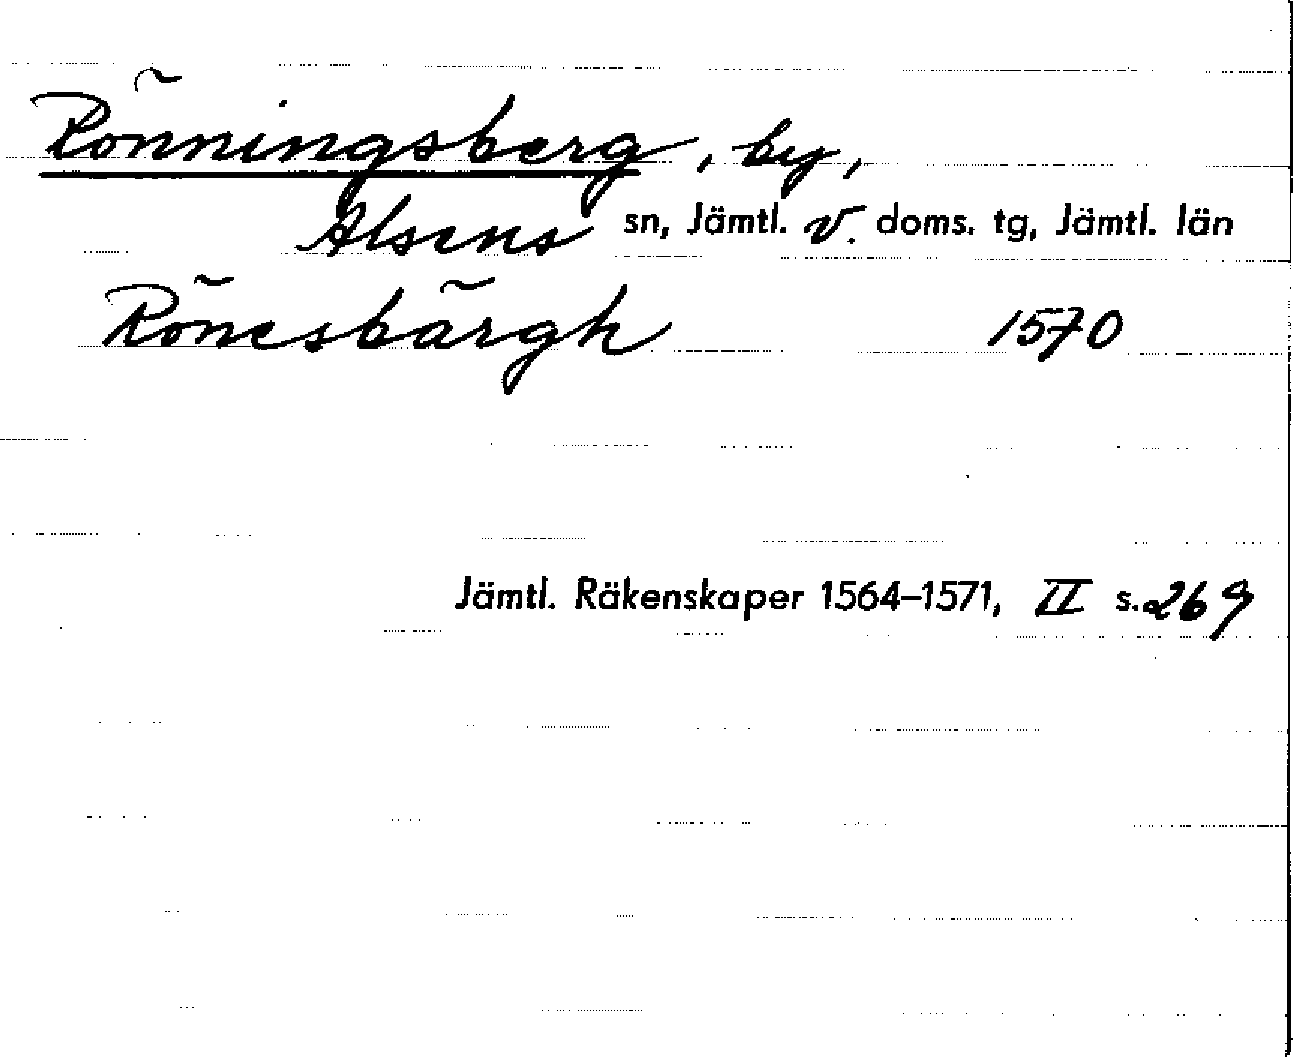 Rönningsberg, by,
Alsens sn, Jämtl. v. doms. tg, Jämtl. län
Rönesbärgh 1570
Jämtl. Räkenskaper 1564–1571, II s. 269